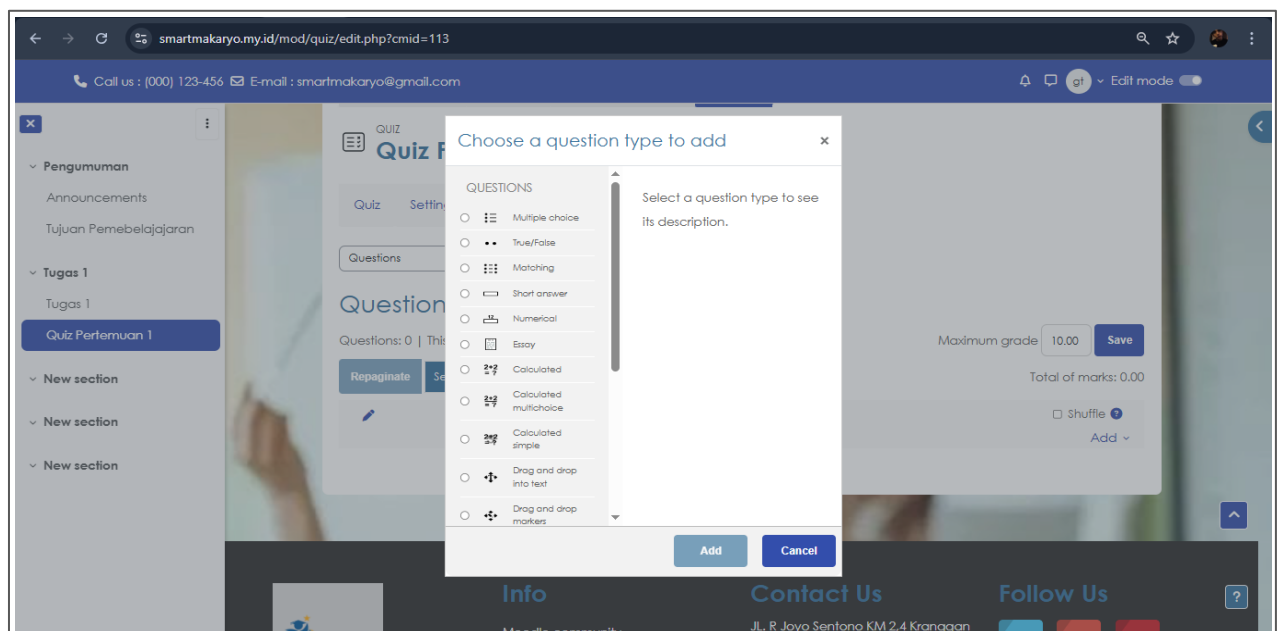 smartmakaryo.my.id/mod/quiz/edit.php?cmid=113
Call us : (000) 123-456 E-mail : smartmakaryo@gmail.com
gt Edit mode
Pengumuman
Announcements
Tujuan Pemebelajajaran
Tugas 1
Tugas 1
Quiz Pertemuan 1
New section
New section
New section
QUIZ
Quiz
Quiz
Questions
Question
Questions: 0
Repaginate
Maximum grade 10.00 Save
Total of marks: 0.00
Shuffle
Add
Choose a question type to add
QUESTIONS
Multiple choice
True/False
Matching
Short answer
Numerical
Essay
Calculated
Calculated
multichoice
Calculated
simple
Drag and drop
into text
Drag and drop
markers
Select a question type to see
its description.
Add
Cancel
Info
Moodle community
Contact Us
JL. R Joyo Sentono KM 2,4 Kranggan
Follow Us